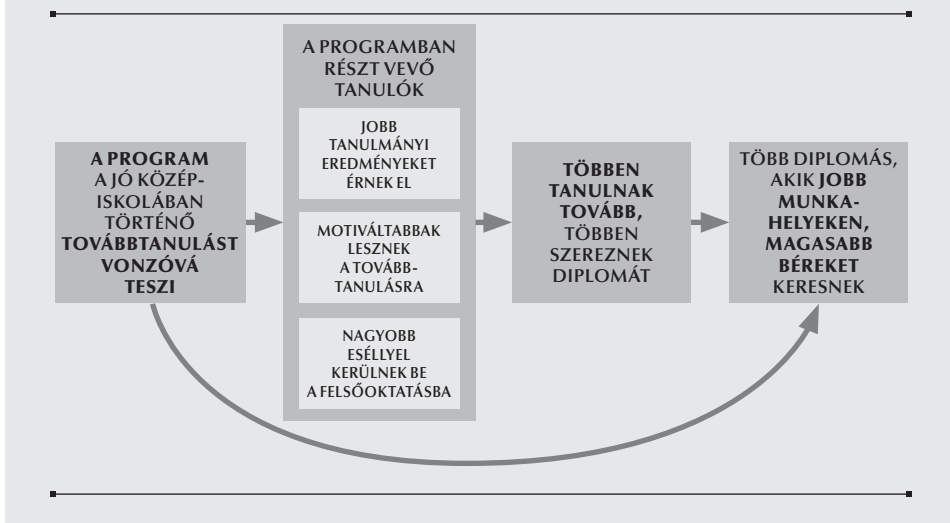 A PROGRAM
A JÓ KÖZÉP-
ISKOLÁBAN
TÖRTÉNŐ
TOVÁBBTANULÁST
VONZÓVÁ
TESZI
A PROGRAMBAN
RÉSZT VEVŐ
TANULÓK
JOBB
TANULMÁNYI
EREDMÉNYEKET
ÉRNEK EL
MOTIVÁLTABBAK
LESZNEK
A TOVÁBB-
TANULÁSRA
NAGYOBB
ESÉLLYEL
KERÜLNEK BE
A FELSŐOKTATÁSBA
TÖBBEN
TANULNAK
TOVÁBB,
TÖBBEN
SZEREZNEK
DIPLOMÁT
TÖBB DIPLOMÁS,
AKIK JOBB
MUNKA-
HELYEKEN,
MAGASABB
BÉREKET
KERESNEK